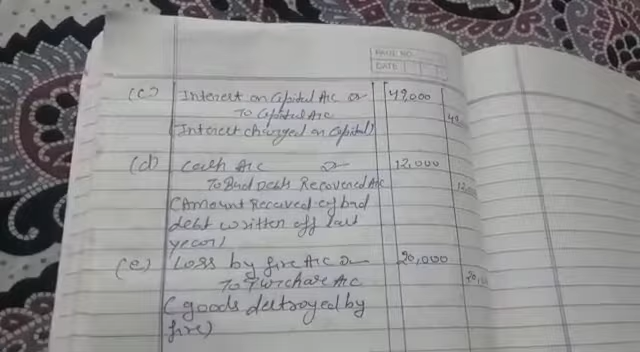 PAGE NO.
DATE
(c) Interest on Capital A/c Dr 49,000
To Capital A/c
(Interest charged on Capital)
(d) Cash A/c Dr 12,000
To Bad Debts Recovered A/c 12,000
(Amount Received of bad
debt written off last
year)
(e) Loss by fire A/c Dr 20,000
To Purchase A/c
(goods destroyed by
fire)